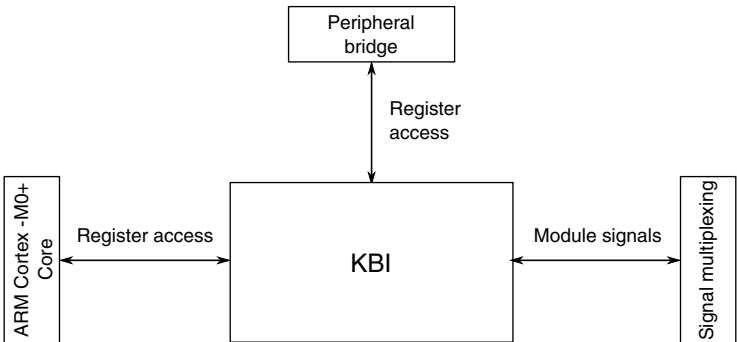 Peripheral
bridge
Register
access
ARM Cortex -M0+
Core
Register access
KBI
Module signals
Signal multiplexing